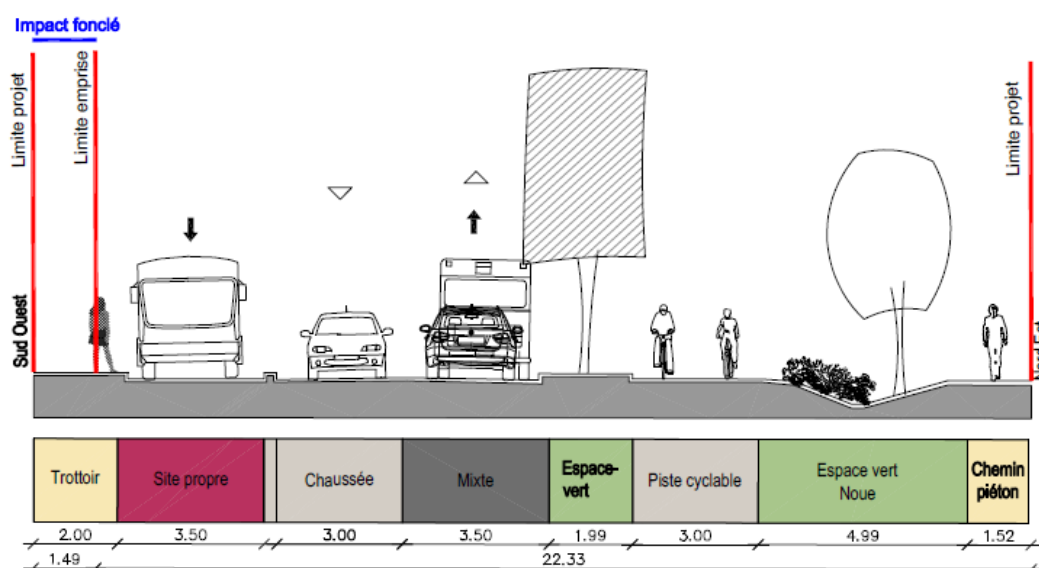 Impact foncié
Limite projet
Limite emprise
Limite projet
Sud Ouest
Trottoir
Site propre
Chaussée
Mixte
Espace-
vert
Piste cyclable
Espace vert
Noue
Chemin
piéton
2.00 3.50 3.00 3.50 1.99 3.00 4.99 1.52
1.49 22.33